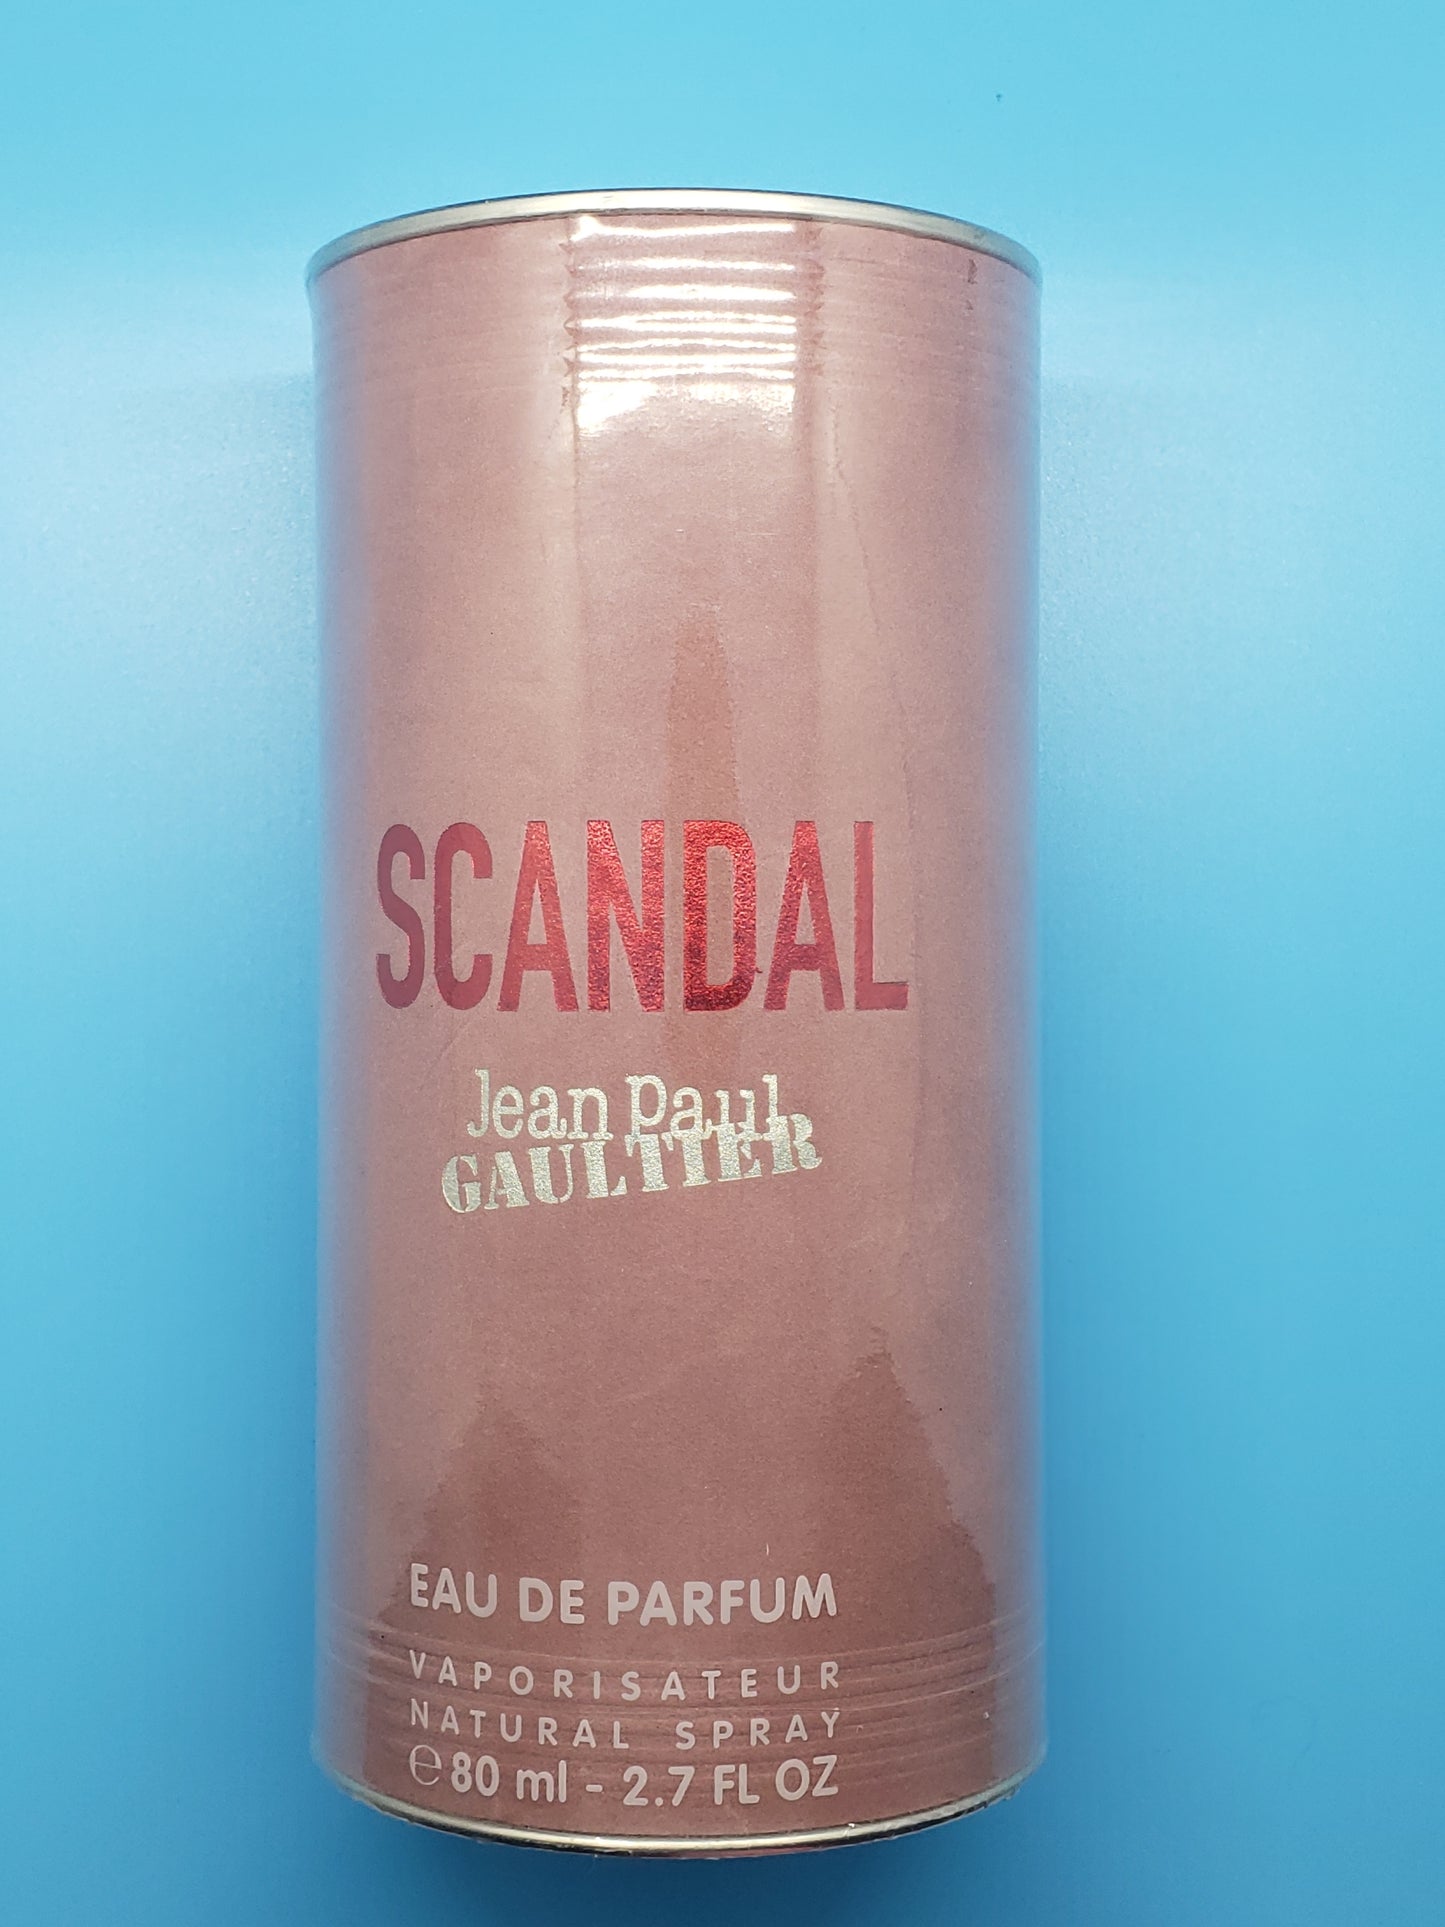 SCANDAL
Jean Paul
GAULTIER
EAU DE PARFUM
VAPORISATEUR
NATURAL SPRAY
℮ 80 ml - 2.7 FL OZ